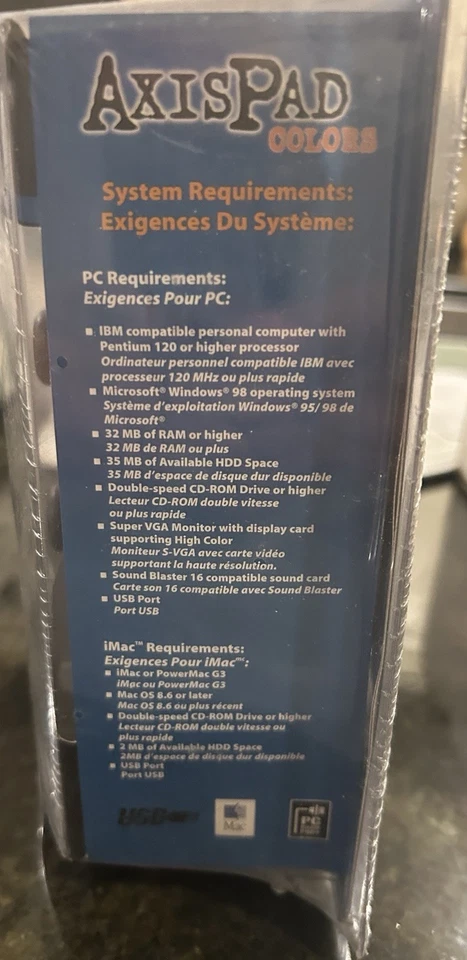 AXISPAD
COLORS
System Requirements:
Exigences Du Système:
PC Requirements:
Exigences Pour PC:
■ IBM compatible personal computer with
Pentium 120 or higher processor
Ordinateur personnel compatible IBM avec
processeur 120 MHz ou plus rapide
■ Microsoft® Windows® 98 operating system
Système d'exploitation Windows® 95/98 de
Microsoft®
■ 32 MB of RAM or higher
32 MB de RAM ou plus
■ 35 MB of Available HDD Space
35 MB d'espace de disque dur disponible
■ Double-speed CD-ROM Drive or higher
Lecteur CD-ROM double vitesse
ou plus rapide
■ Super VGA Monitor with display card
supporting High Color
Moniteur S-VGA avec carte vidéo
supportant la haute résolution.
■ Sound Blaster 16 compatible sound card
Carte son 16 compatible avec Sound Blaster
■ USB Port
Port USB
iMac™ Requirements:
Exigences Pour iMac™:
■ iMac or PowerMac G3
iMac ou PowerMac G3
■ Mac OS 8.6 or later
Mac OS 8.6 ou plus récent
■ Double-speed CD-ROM Drive or higher
Lecteur CD-ROM double vitesse ou
plus rapide
■ 2 MB of Available HDD Space
2MB d'espace de disque dur disponible
■ USB Port
Port USB
USB
Mac
PC